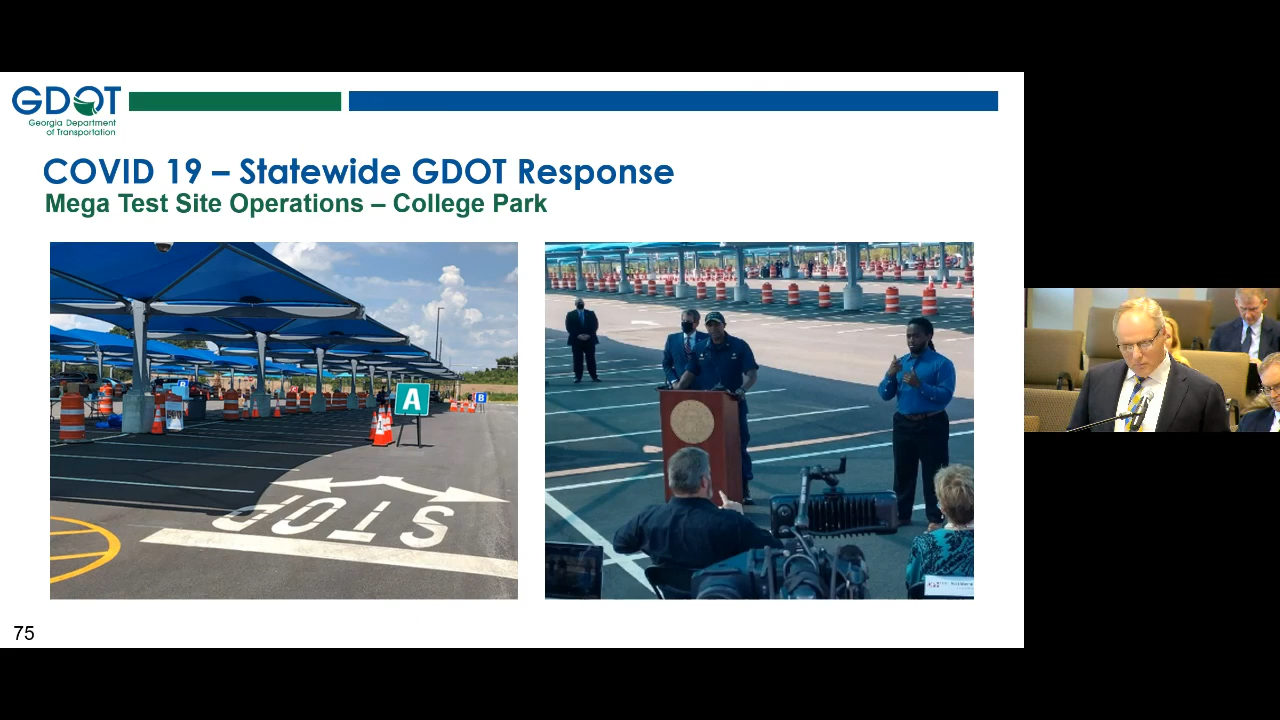 GDOT
Georgia Department
of Transportation
COVID 19 – Statewide GDOT Response
Mega Test Site Operations – College Park
A
B
STOP
75